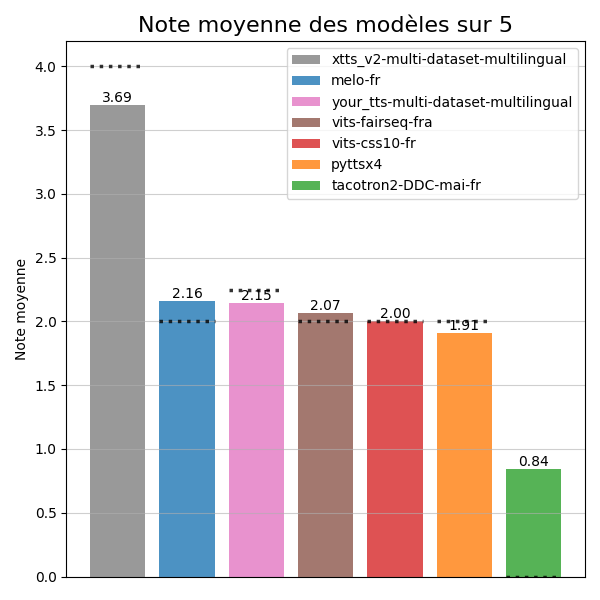 Note moyenne des modèles sur 5
Note moyenne
4.0
3.5
3.0
2.5
2.0
1.5
1.0
0.5
0.0
3.69
2.16
2.15
2.07
2.00
1.91
0.84
xtts_v2-multi-dataset-multilingual
melo-fr
your_tts-multi-dataset-multilingual
vits-fairseq-fra
vits-css10-fr
pyttsx4
tacotron2-DDC-mai-fr